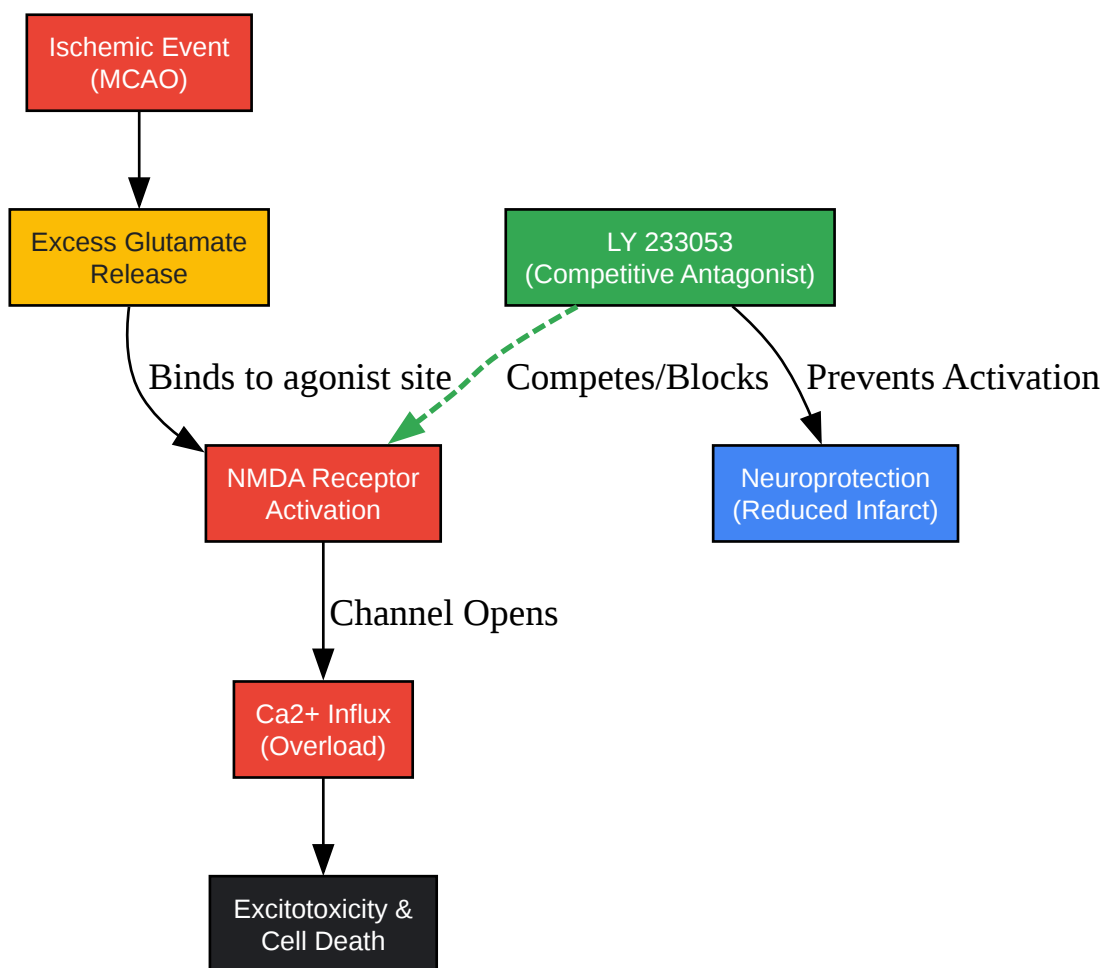 Ischemic Event
(MCAO)
Excess Glutamate
Release
LY 233053
(Competitive Antagonist)
Binds to agonist site
Competes/Blocks
Prevents Activation
NMDA Receptor
Activation
Neuroprotection
(Reduced Infarct)
Channel Opens
Ca2+ Influx
(Overload)
Excitotoxicity &
Cell Death